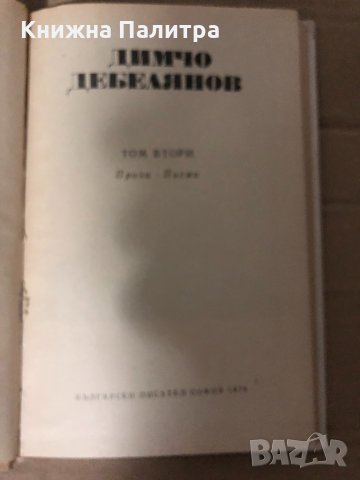 Книжна Палитра
ДИМЧО
ДЕБЕЛЯНОВ
ТОМ ВТОРИ
Проза · Писма
БЪЛГАРСКИ ПИСАТЕЛ СОФИЯ
BAZAR